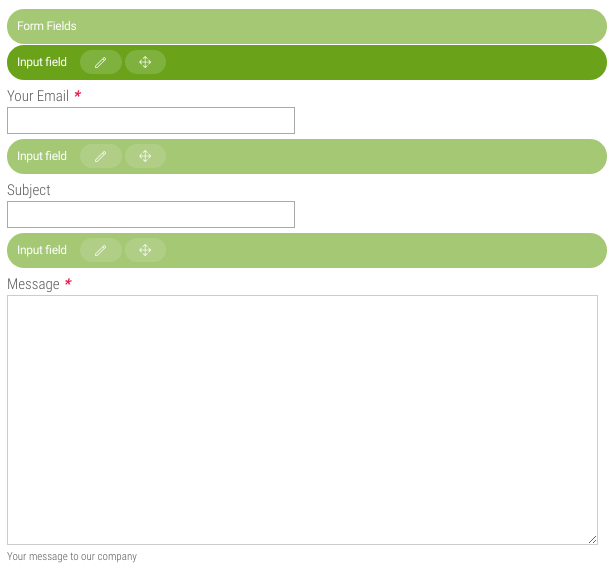 Form Fields
Input field
Your Email *
Input field
Subject
Input field
Message *
Your message to our company